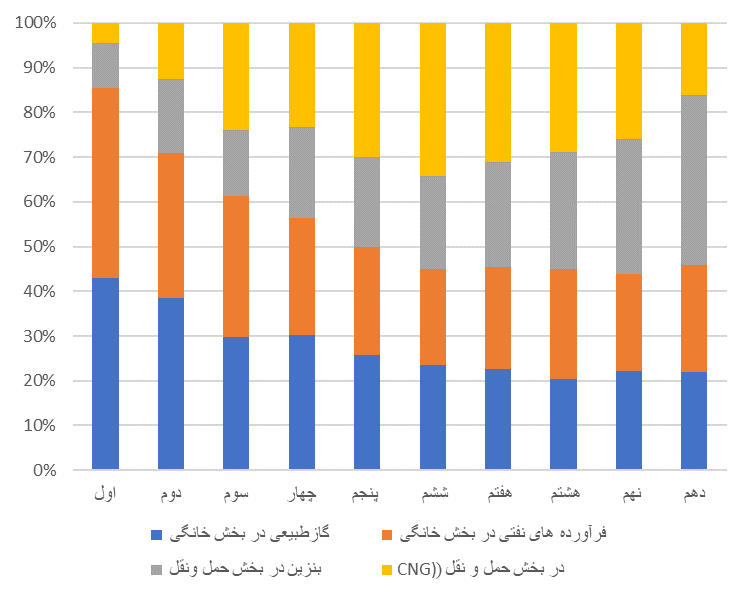 100%
90%
80%
70%
60%
50%
40%
30%
20%
10%
0%
اول دوم سوم چهار پنجم ششم هفتم هشتم نهم دهم
گازطبیعی در بخش خانگی
فرآورده های نفتی در بخش خانگی
بنزین در بخش حمل ونقل
در بخش حمل و نقل ((CNG